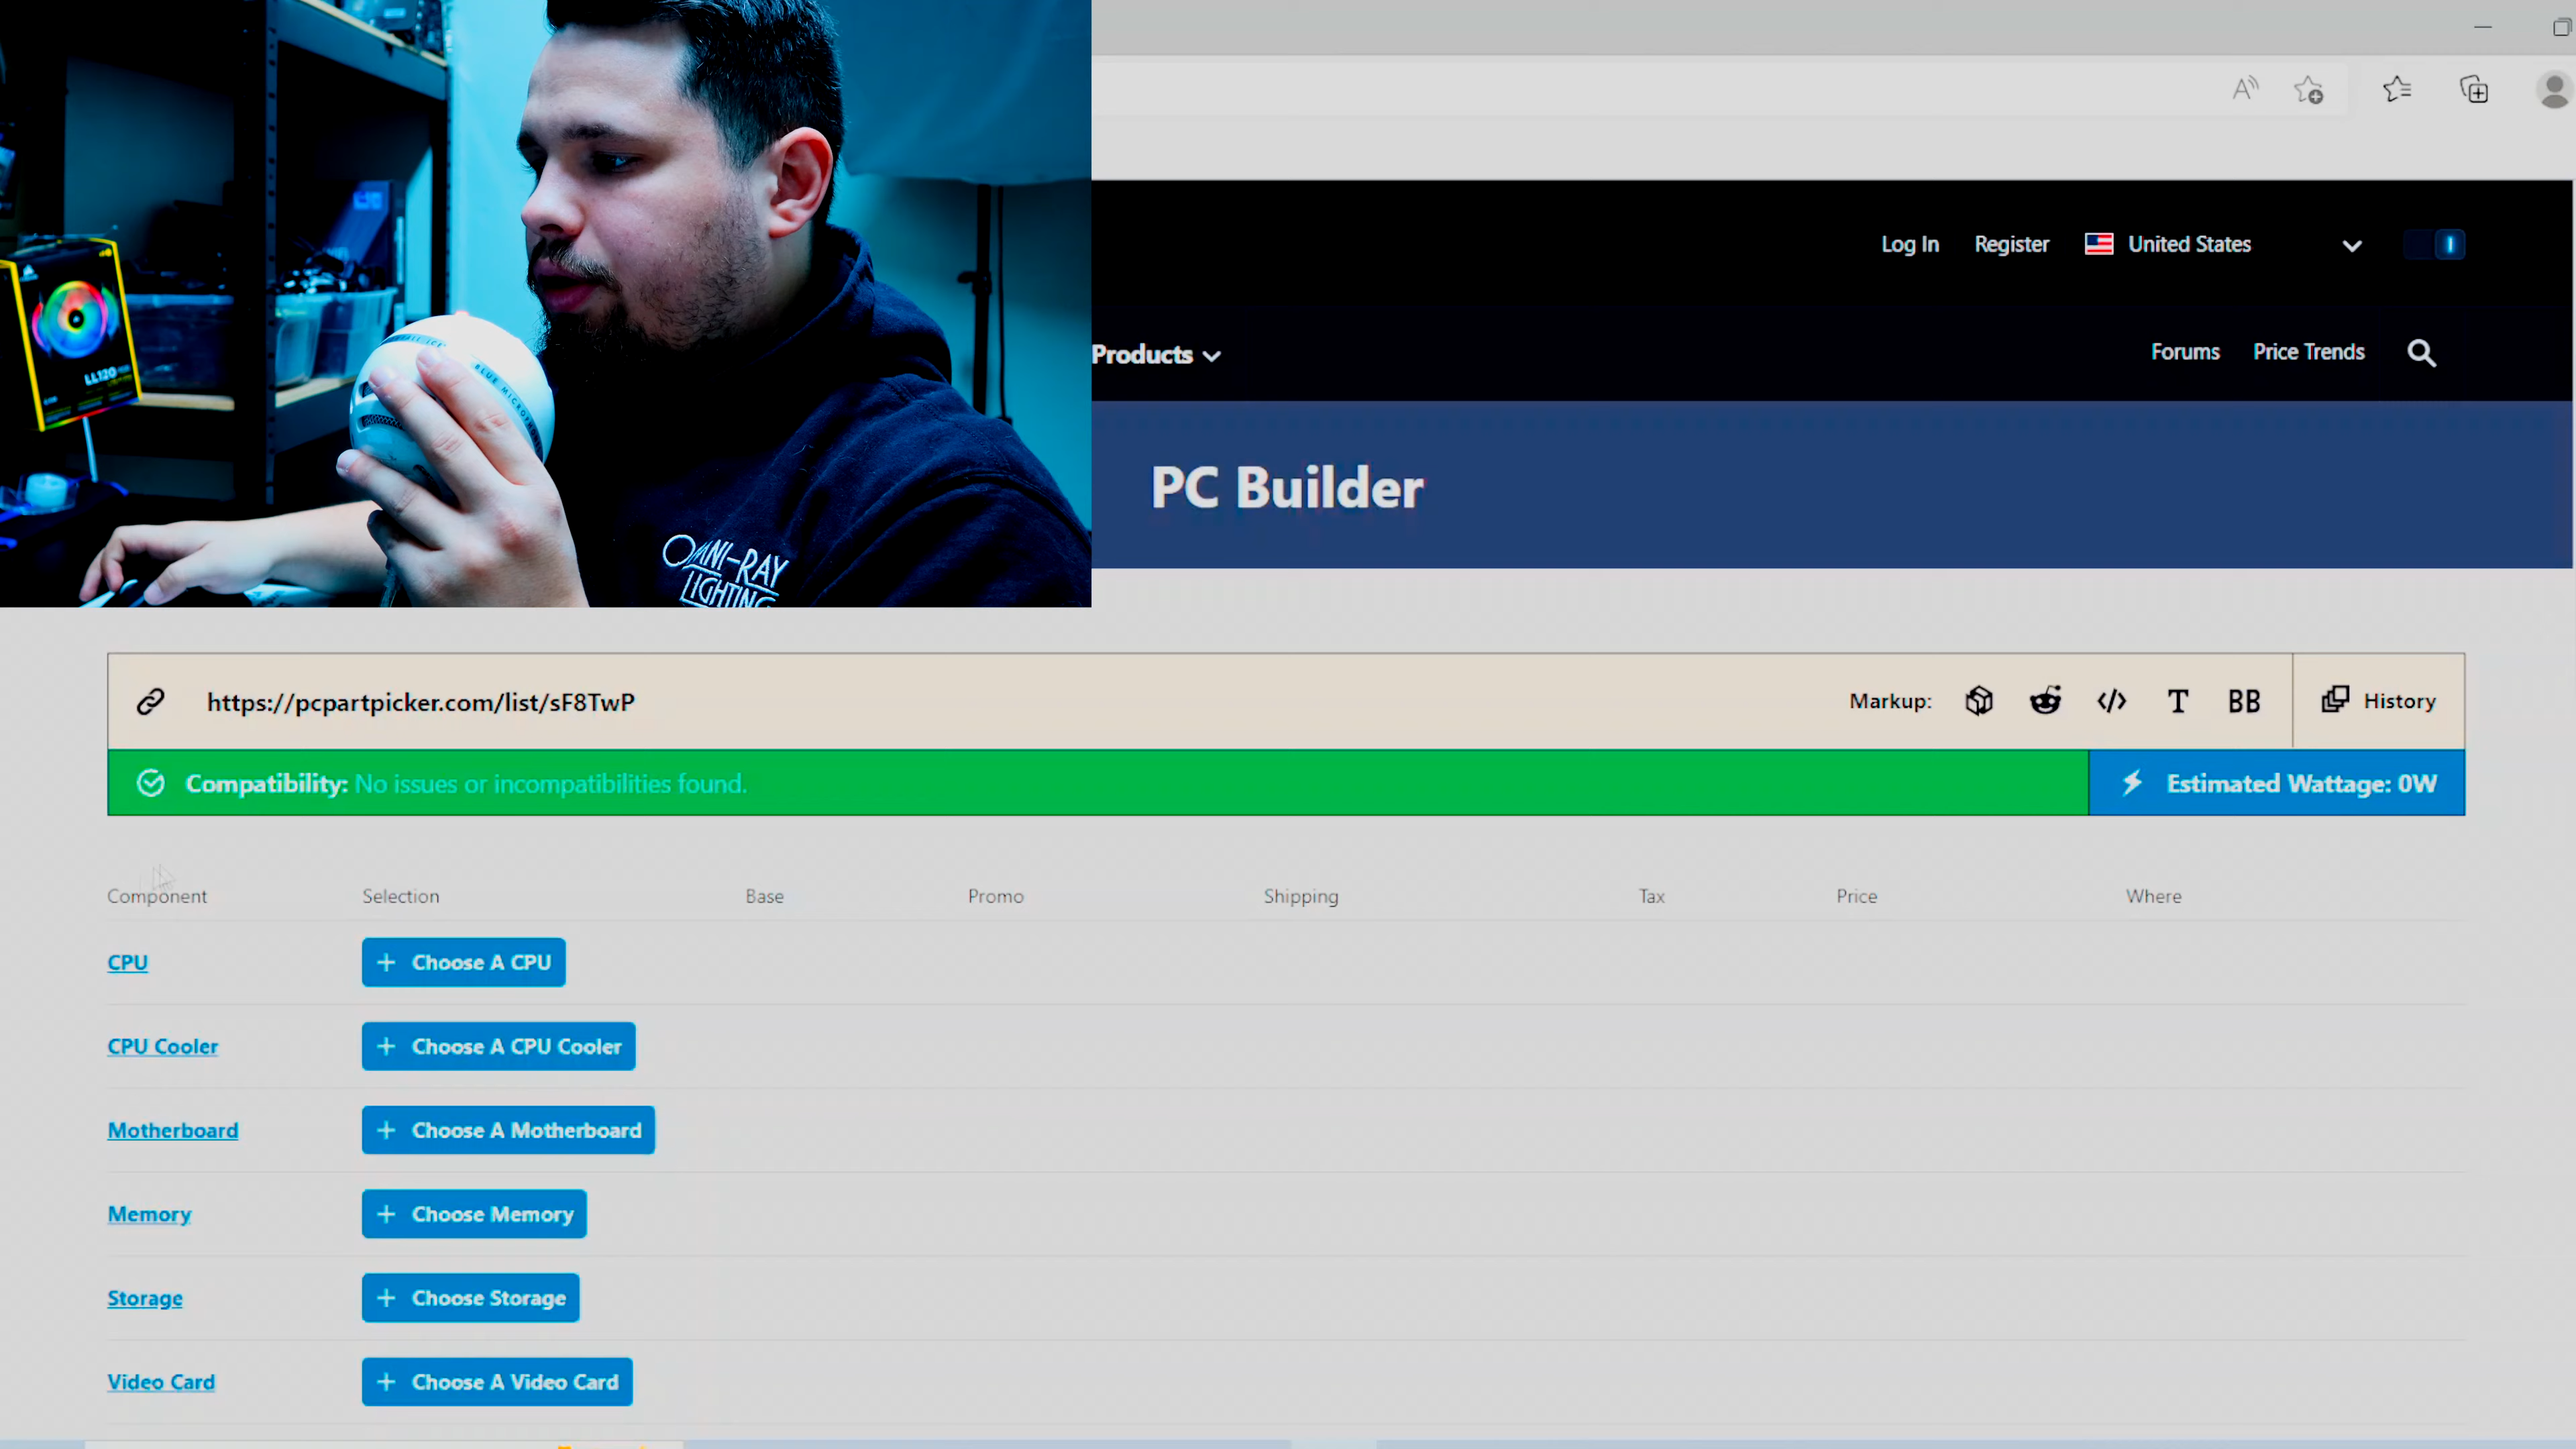 LL120
BLUE MICROPHONES
OMNI-RAY
LIGHTING
Log In Register United States
Products Forums Price Trends
PC Builder
https://pcpartpicker.com/list/sF8TwP Markup: T BB History
Compatibility: No issues or incompatibilities found. Estimated Wattage: 0W
Component Selection Base Promo Shipping Tax Price Where
CPU + Choose A CPU
CPU Cooler + Choose A CPU Cooler
Motherboard + Choose A Motherboard
Memory + Choose Memory
Storage + Choose Storage
Video Card + Choose A Video Card